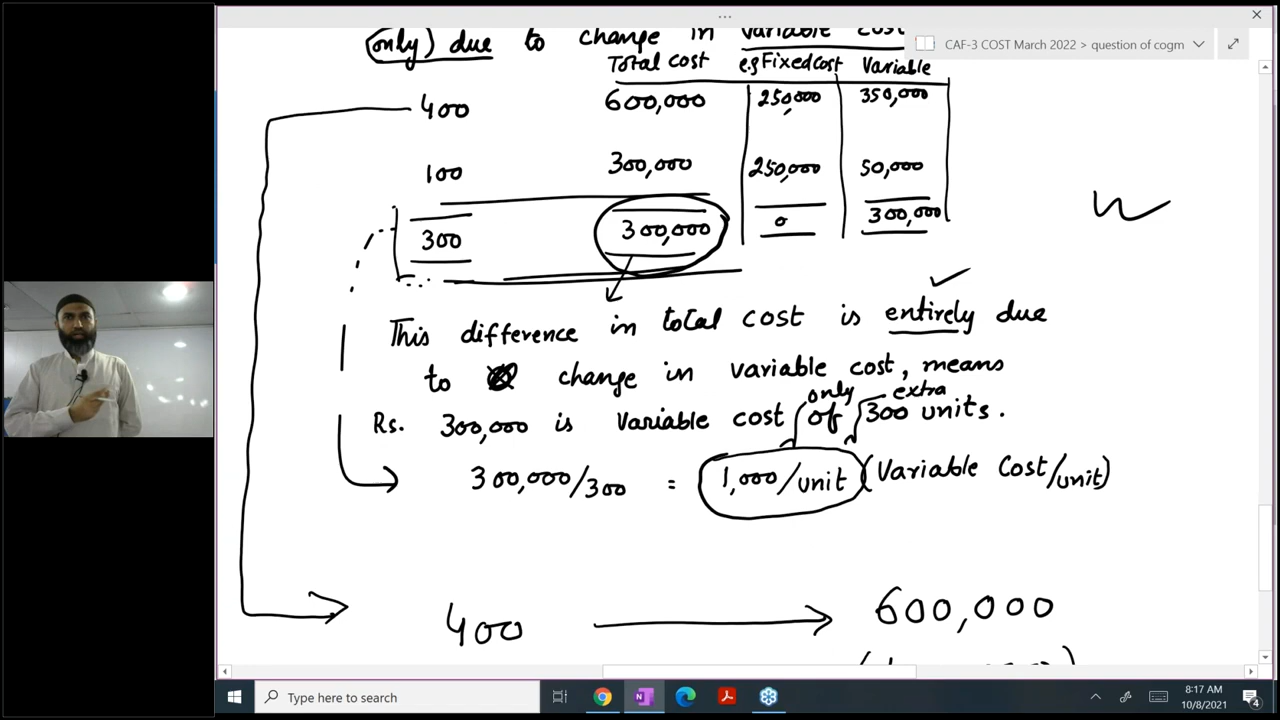 CAF-3 COST March 2022 > question of cogm
(only) due to change in variable cost
Total cost e.g Fixed cost Variable
400 600,000 250,000 350,000
100 300,000 250,000 50,000
300 300,000 0 300,000
This difference in total cost is entirely due
to change in variable cost, means
only extra
Rs. 300,000 is variable cost of 300 units.
300,000/300 = 1,000/unit (Variable Cost/unit)
400 600,000
Type here to search
8:17 AM
10/8/2021
4